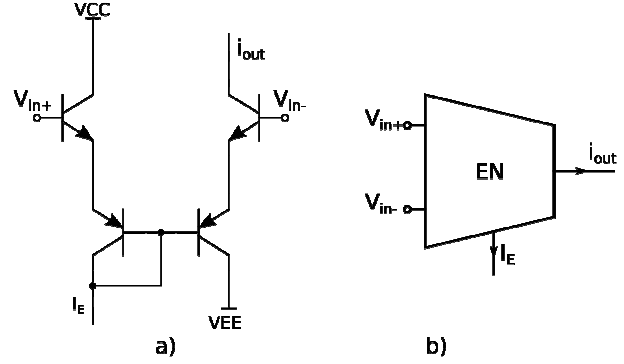 VCC
iout
VIn+
VIn-
IE
VEE
a)
Vin+
Vin-
EN
iout
IE
b)